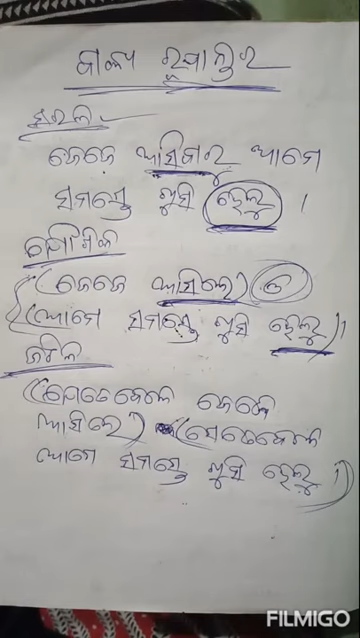 ବାକ୍ୟ ରୂପାନ୍ତର
ସରଳ -
ଜେଜେ ଆସିବାରୁ ଆମେ
ସମସ୍ତେ ଖୁସି ହେଲୁ ।
ଯୌଗିକ
(ଜେଜେ ଆସିଲେ) ଓ
(ଆମେ ସମସ୍ତେ ଖୁସି ହେଲୁ)।
ଜଟିଳ
(ଯେତେବେଳେ ଜେଜେ
ଆସିଲେ) (ସେତେବେଳେ
ଆମେ ସମସ୍ତେ ଖୁସି ହେଲୁ ।)
FILMIGO